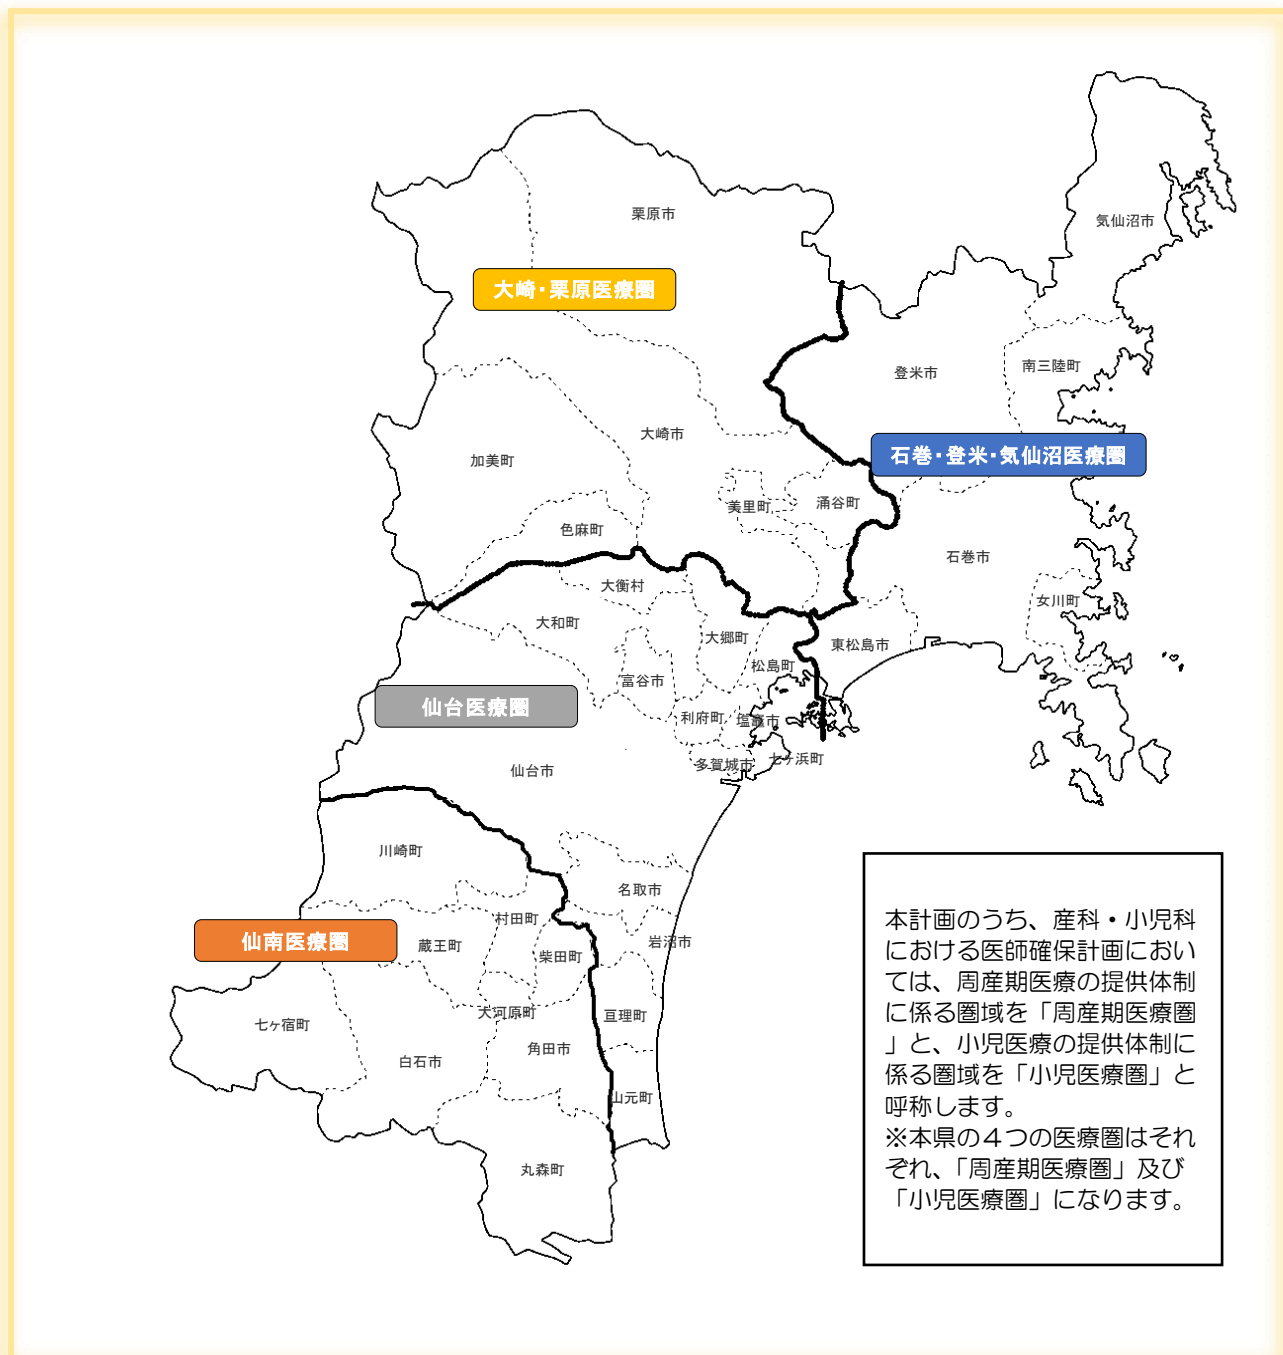 栗原市
気仙沼市
大崎・栗原医療圏
登米市
南三陸町
大崎市
加美町
石巻・登米・気仙沼医療圏
美里町
涌谷町
色麻町
石巻市
大衡村
女川町
大和町
大郷町
東松島市
松島町
富谷市
仙台医療圏
利府町
塩竈市
七ヶ浜町
多賀城市
仙台市
川崎町
名取市
村田町
岩沼市
仙南医療圏
蔵王町
柴田町
大河原町
亘理町
七ヶ宿町
角田市
白石市
山元町
丸森町
本計画のうち、産科・小児科
における医師確保計画におい
ては、周産期医療の提供体制
に係る圏域を「周産期医療圏
」と、小児医療の提供体制に
係る圏域を「小児医療圏」と
呼称します。
※本県の４つの医療圏はそれ
ぞれ、「周産期医療圏」及び
「小児医療圏」になります。